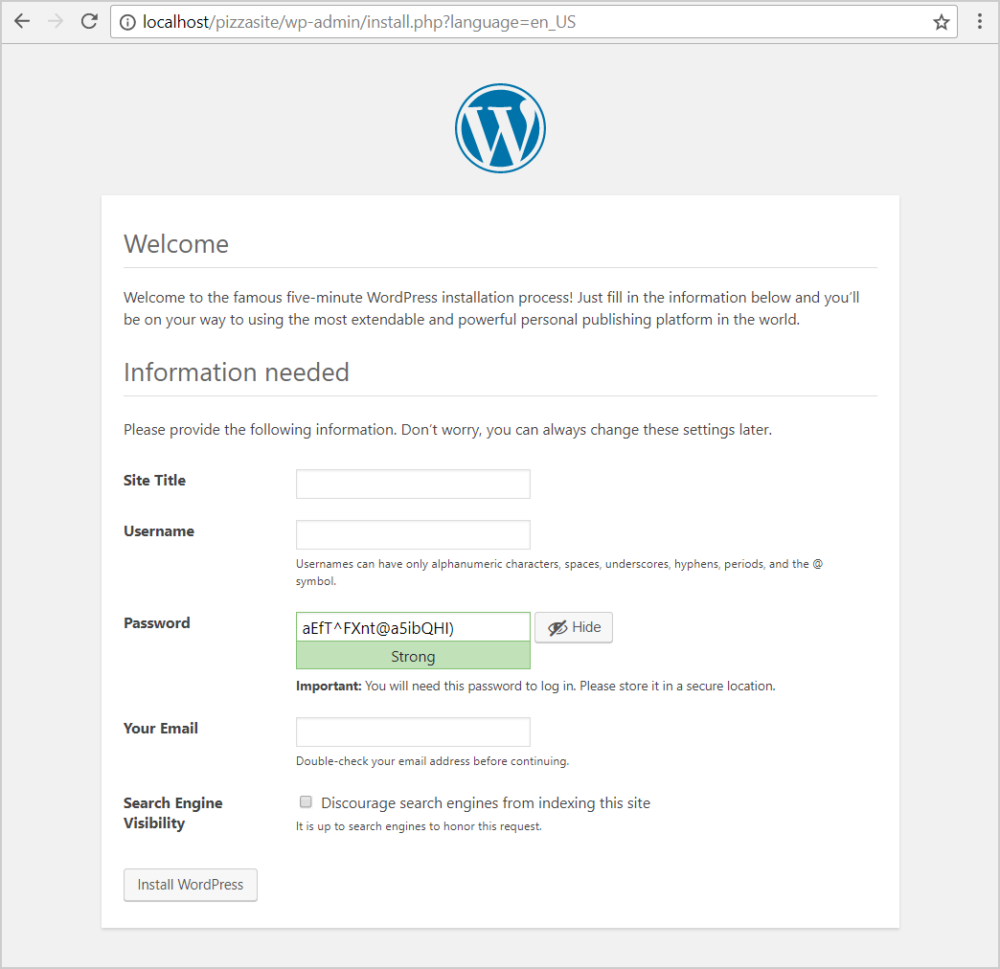 localhost/pizzasite/wp-admin/install.php?language=en_US
Welcome
Welcome to the famous five-minute WordPress installation process! Just fill in the information below and you’ll
be on your way to using the most extendable and powerful personal publishing platform in the world.
Information needed
Please provide the following information. Don’t worry, you can always change these settings later.
Site Title
Username
Usernames can have only alphanumeric characters, spaces, underscores, hyphens, periods, and the @
symbol.
Password
aEfT^FXnt@a5ibQHI)
Hide
Strong
Important: You will need this password to log in. Please store it in a secure location.
Your Email
Double-check your email address before continuing.
Search Engine
Visibility
Discourage search engines from indexing this site
It is up to search engines to honor this request.
Install WordPress